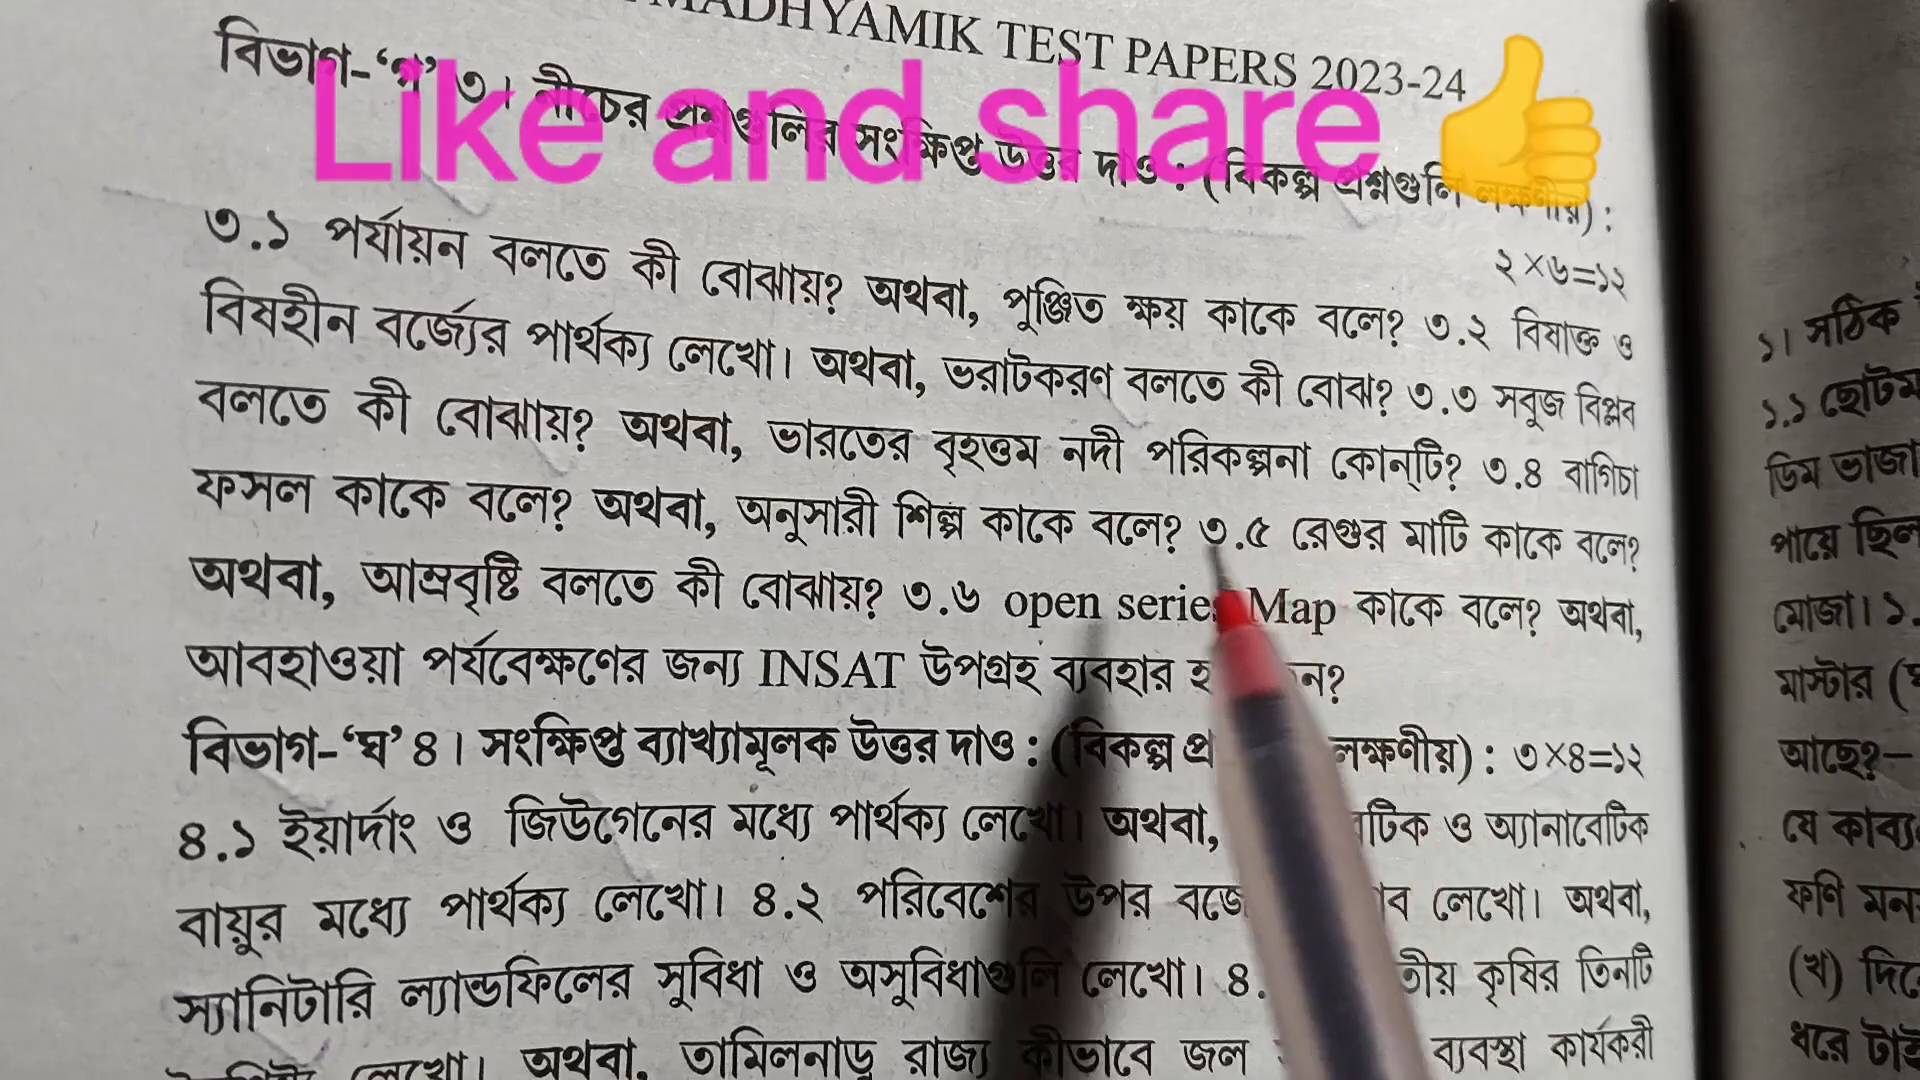 MADHYAMIK TEST PAPERS 2023-24
Like and share 👍
বিভাগ-‘গ’ ৩। নীচের প্রশ্নগুলির সংক্ষিপ্ত উত্তর দাও : (বিকল্প প্রশ্নগুলি লক্ষণীয়) :
২×৬=১২
৩.১ পর্যায়ন বলতে কী বোঝায়? অথবা, পুঞ্জিত ক্ষয় কাকে বলে? ৩.২ বিষাক্ত ও
বিষহীন বর্জ্যের পার্থক্য লেখো। অথবা, ভরাটকরণ বলতে কী বোঝ? ৩.৩ সবুজ বিপ্লব
বলতে কী বোঝায়? অথবা, ভারতের বৃহত্তম নদী পরিকল্পনা কোন্‌টি? ৩.৪ বাগিচা
ফসল কাকে বলে? অথবা, অনুসারী শিল্প কাকে বলে? ৩.৫ রেগুর মাটি কাকে বলে?
অথবা, আম্রবৃষ্টি বলতে কী বোঝায়? ৩.৬ open series Map কাকে বলে? অথবা,
আবহাওয়া পর্যবেক্ষণের জন্য INSAT উপগ্রহ ব্যবহার
বিভাগ-‘ঘ’ ৪। সংক্ষিপ্ত ব্যাখ্যামূলক উত্তর দাও : (বিকল্প লক্ষণীয়) : ৩×৪=১২
৪.১ ইয়ার্দাং ও জিউগেনের মধ্যে পার্থক্য লেখো। অথবা, ও অ্যানাবেটিক
বায়ুর মধ্যে পার্থক্য লেখো। ৪.২ পরিবেশের উপর লেখো। অথবা,
স্যানিটারি ল্যান্ডফিলের সুবিধা ও অসুবিধাগুলি লেখো। কৃষির তিনটি
লেখো। অথবা, তামিলনাড়ু রাজ্য কীভাবে জল ব্যবস্থা কার্যকরী
১। সঠিক
১.১
ডিম ভাজা
পায়ে ছিল
মোজা। ১.
মাস্টার
আছে?—
যে কাব্য
ফণি
(খ)
ধরে